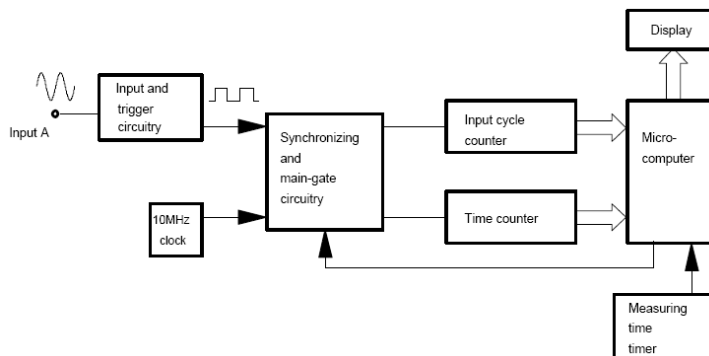 Display
Input and
trigger
circuitry
Input A
Synchronizing
and
main-gate
circuitry
Input cycle
counter
Micro-
computer
10MHz
clock
Time counter
Measuring
time
timer